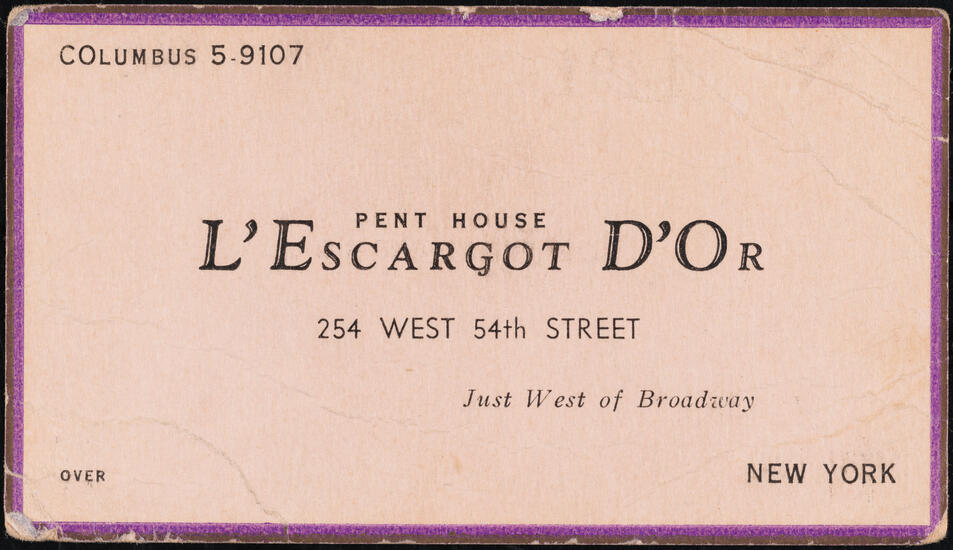 COLUMBUS 5-9107
PENT HOUSE
L'ESCARGOT D'OR
254 WEST 54th STREET
Just West of Broadway
OVER
NEW YORK